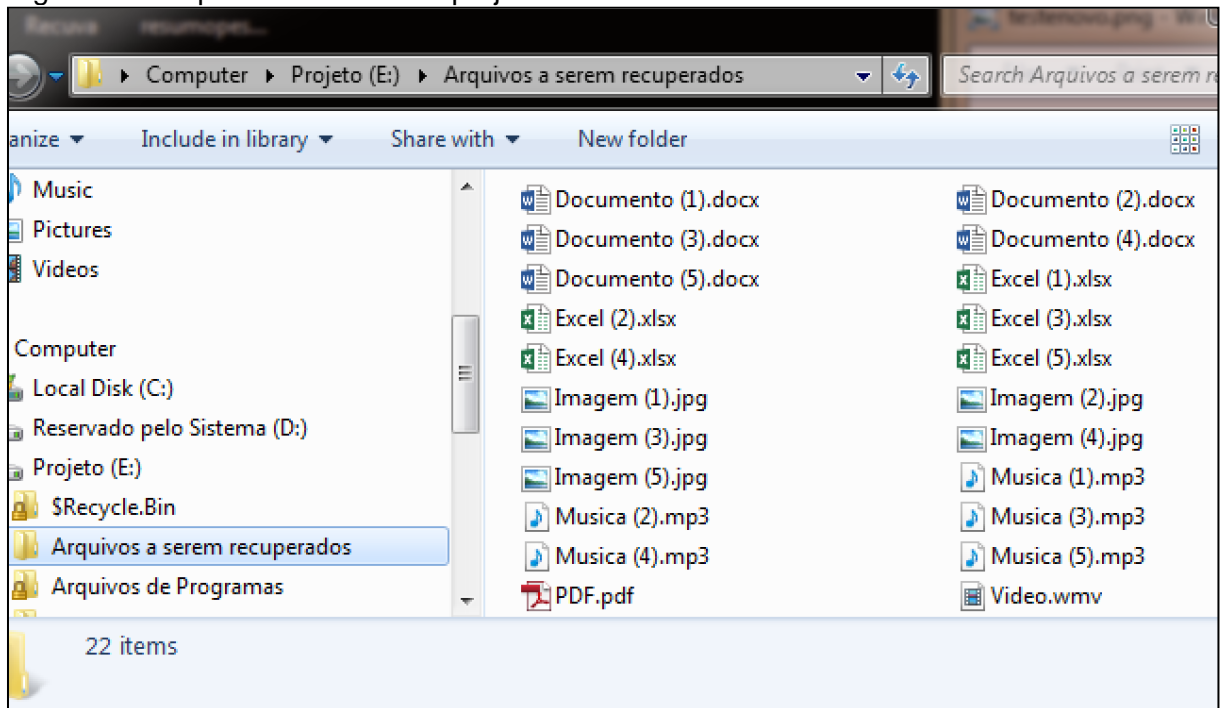 Recuva resumopes...
testenovo.png - Wi
Computer Projeto (E:) Arquivos a serem recuperados
Search Arquivos a serem re
anize Include in library Share with New folder
Music
Pictures
Videos
Computer
Local Disk (C:)
Reservado pelo Sistema (D:)
Projeto (E:)
$Recycle.Bin
Arquivos a serem recuperados
Arquivos de Programas
Documento (1).docx Documento (2).docx
Documento (3).docx Documento (4).docx
Documento (5).docx Excel (1).xlsx
Excel (2).xlsx Excel (3).xlsx
Excel (4).xlsx Excel (5).xlsx
Imagem (1).jpg Imagem (2).jpg
Imagem (3).jpg Imagem (4).jpg
Imagem (5).jpg Musica (1).mp3
Musica (2).mp3 Musica (3).mp3
Musica (4).mp3 Musica (5).mp3
PDF.pdf Video.wmv
22 items